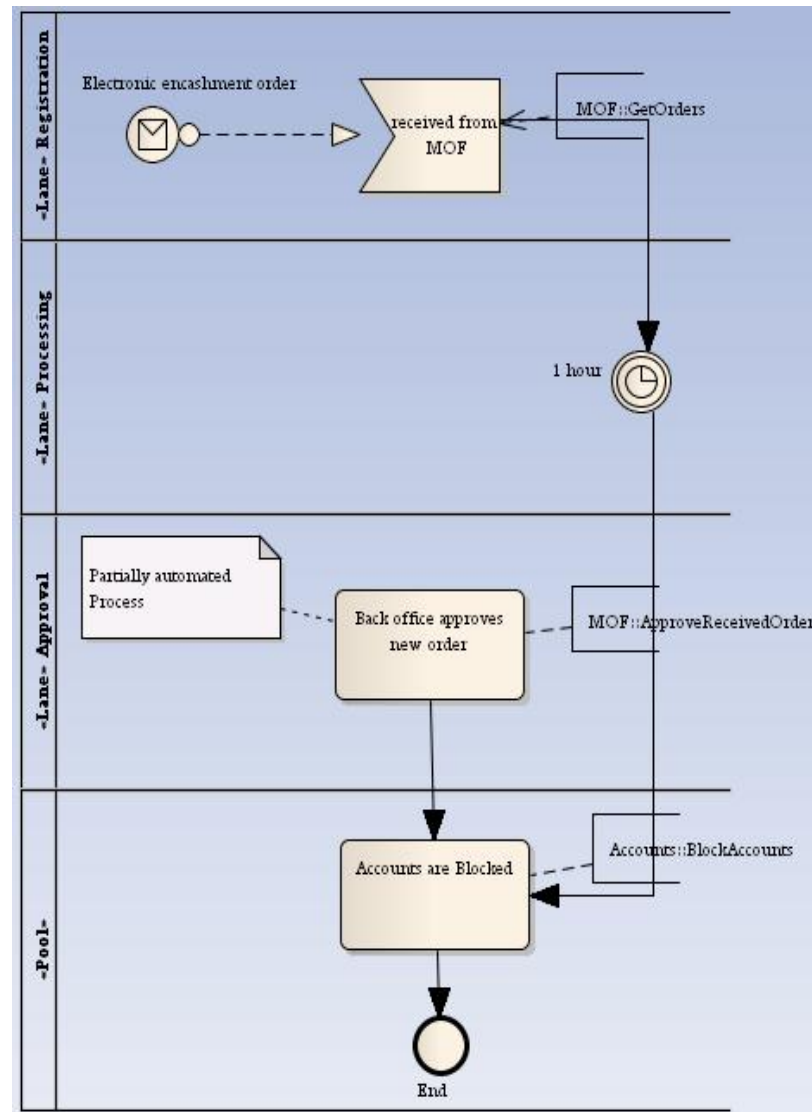 «Lane» Registration
Electronic encashment order
received from
MOF
MOF::GetOrders
«Lane» Processing
1 hour
«Lane» Approval
Partially automated
Process
Back office approves
new order
MOF::ApproveReceivedOrder
«Pool»
Accounts are Blocked
Accounts::BlockAccounts
End